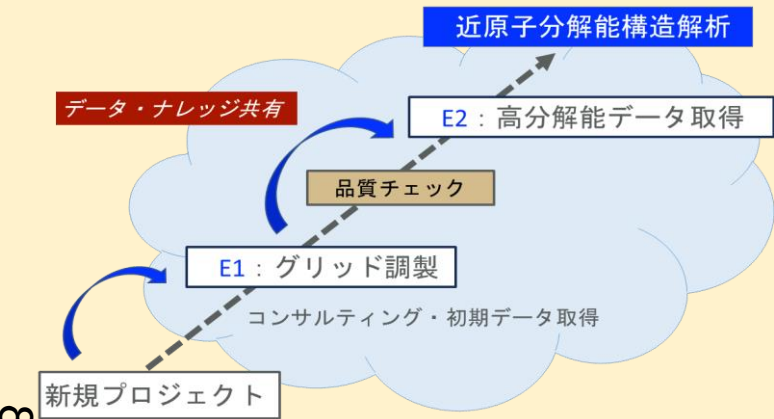 近原子分解能構造解析
データ・ナレッジ共有
E2：高分解能データ取得
品質チェック
E1：グリッド調製
コンサルティング・初期データ取得
新規プロジェクト